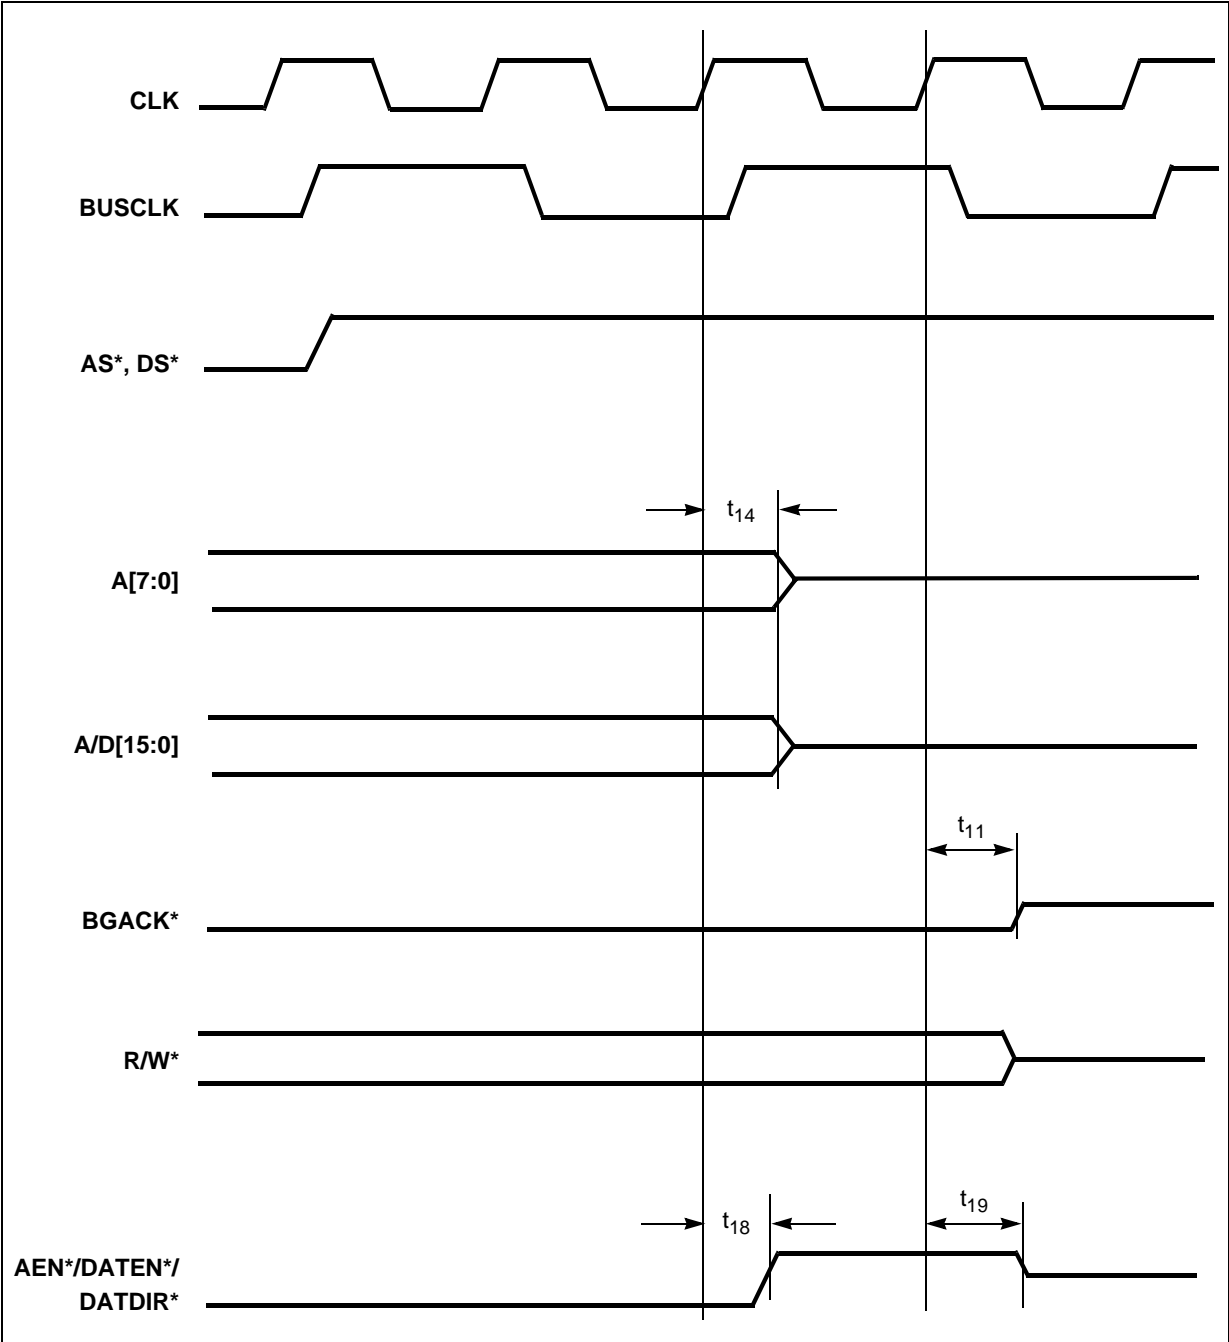 CLK
BUSCLK
AS*, DS*
t14
A[7:0]
A/D[15:0]
t11
BGACK*
R/W*
t18
t19
AEN*/DATEN*/
DATDIR*